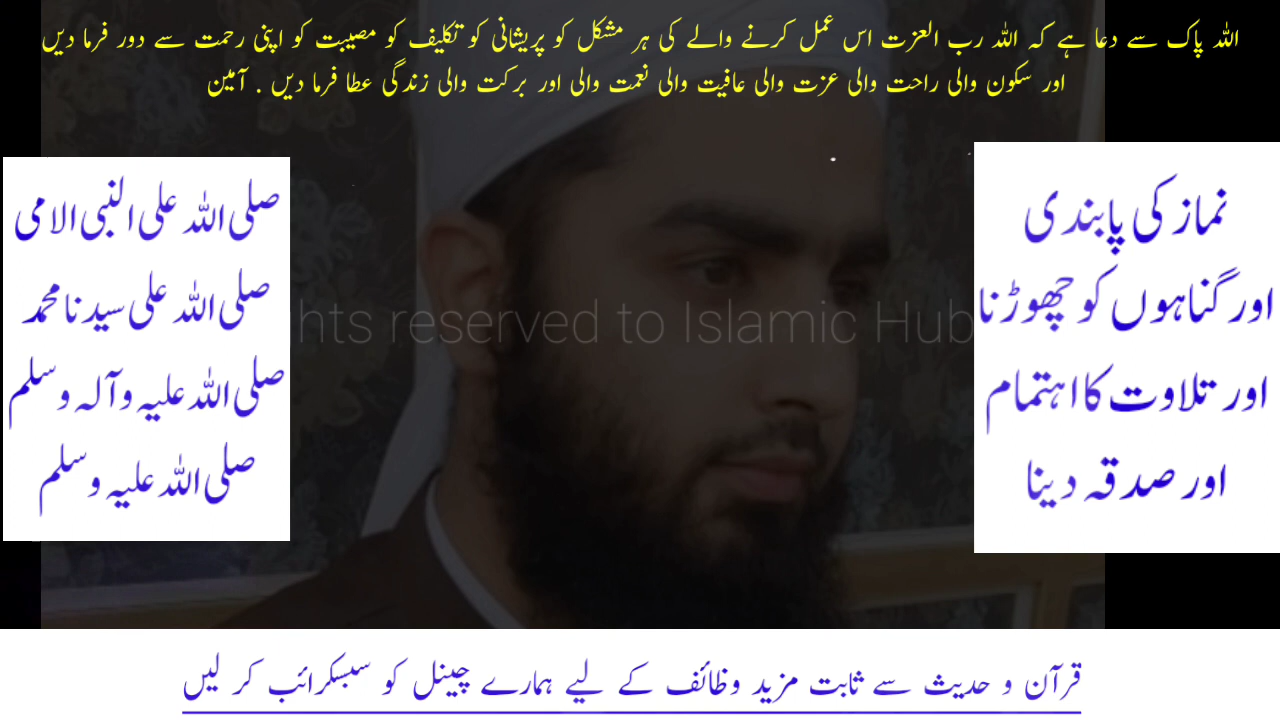 اللہ پاک سے دعا ہے کہ اللہ رب العزت اس عمل کرنے والے کی ہر مشکل کو پریشانی کو تکلیف کو مصیبت کو اپنی رحمت سے دور فرما دیں
اور سکون والی راحت والی عزت والی عافیت والی نعمت والی اور برکت والی زندگی عطا فرما دیں . آمین
نماز کی پابندی
اور گناہوں کو چھوڑنا
اور تلاوت کا اہتمام
اور صدقہ دینا
صلی اللہ علی النبی الامی
صلی اللہ علی سیدنا محمد
صلی اللہ علیہ وآلہ وسلم
صلی اللہ علیہ وسلم
hts reserved to Islamic Hub
قرآن و حدیث سے ثابت مزید وظائف کے لیے ہمارے چینل کو سبسکرائب کر لیں